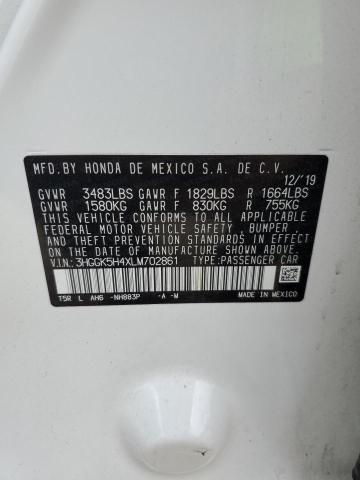 MFD.BY HONDA DE MEXICO S.A. DE C.V.
12/'19
GVWR 3483LBS GAWR F 1829LBS R 1664LBS
GVWR 1580KG GAWR F 830KG R 755KG
THIS VEHICLE CONFORMS TO ALL APPLICABLE
FEDERAL MOTOR VEHICLE SAFETY, BUMPER, AND
THEFT PREVENTION STANDARDS IN EFFECT ON THE
DATE OF MANUFACTURE SHOWN ABOVE.
V.I.N.: 3HGGK5H4XLM702861 TYPE:PASSENGER CAR
T5R L AH6 -NH883P -A -M MADE IN MEXICO